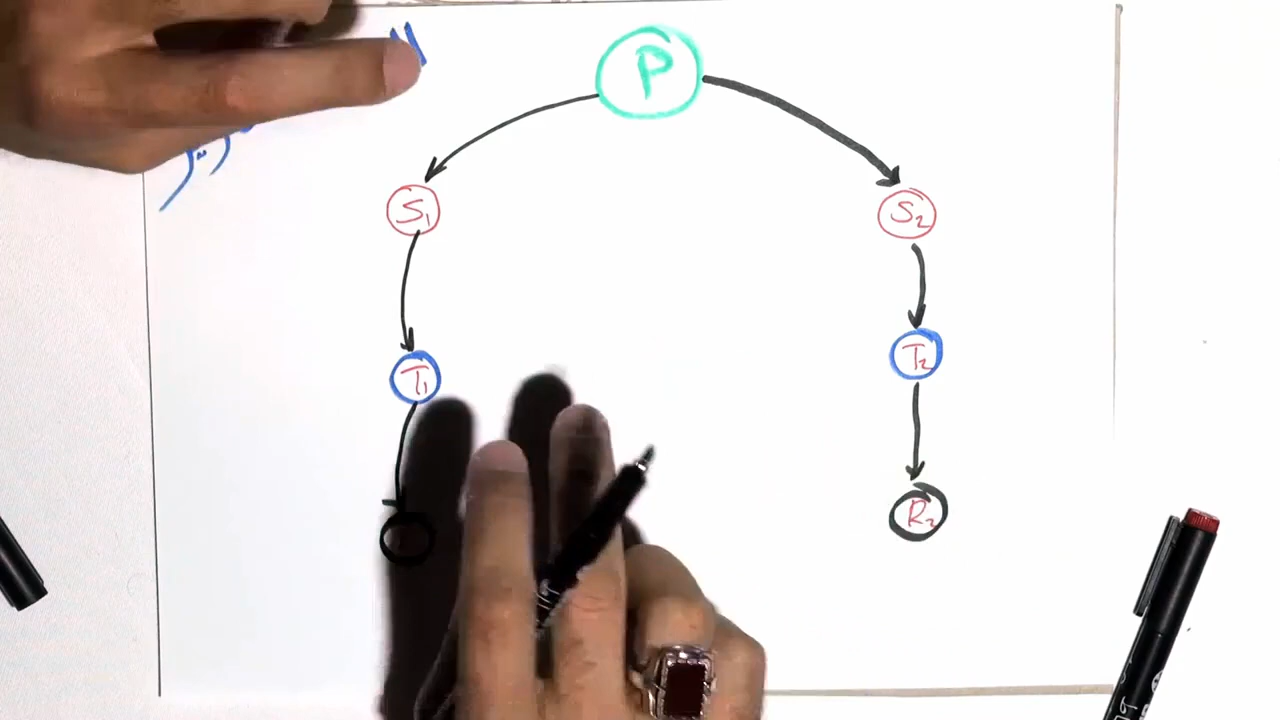 P
S₁ S₂
T₁ T₂
R₂